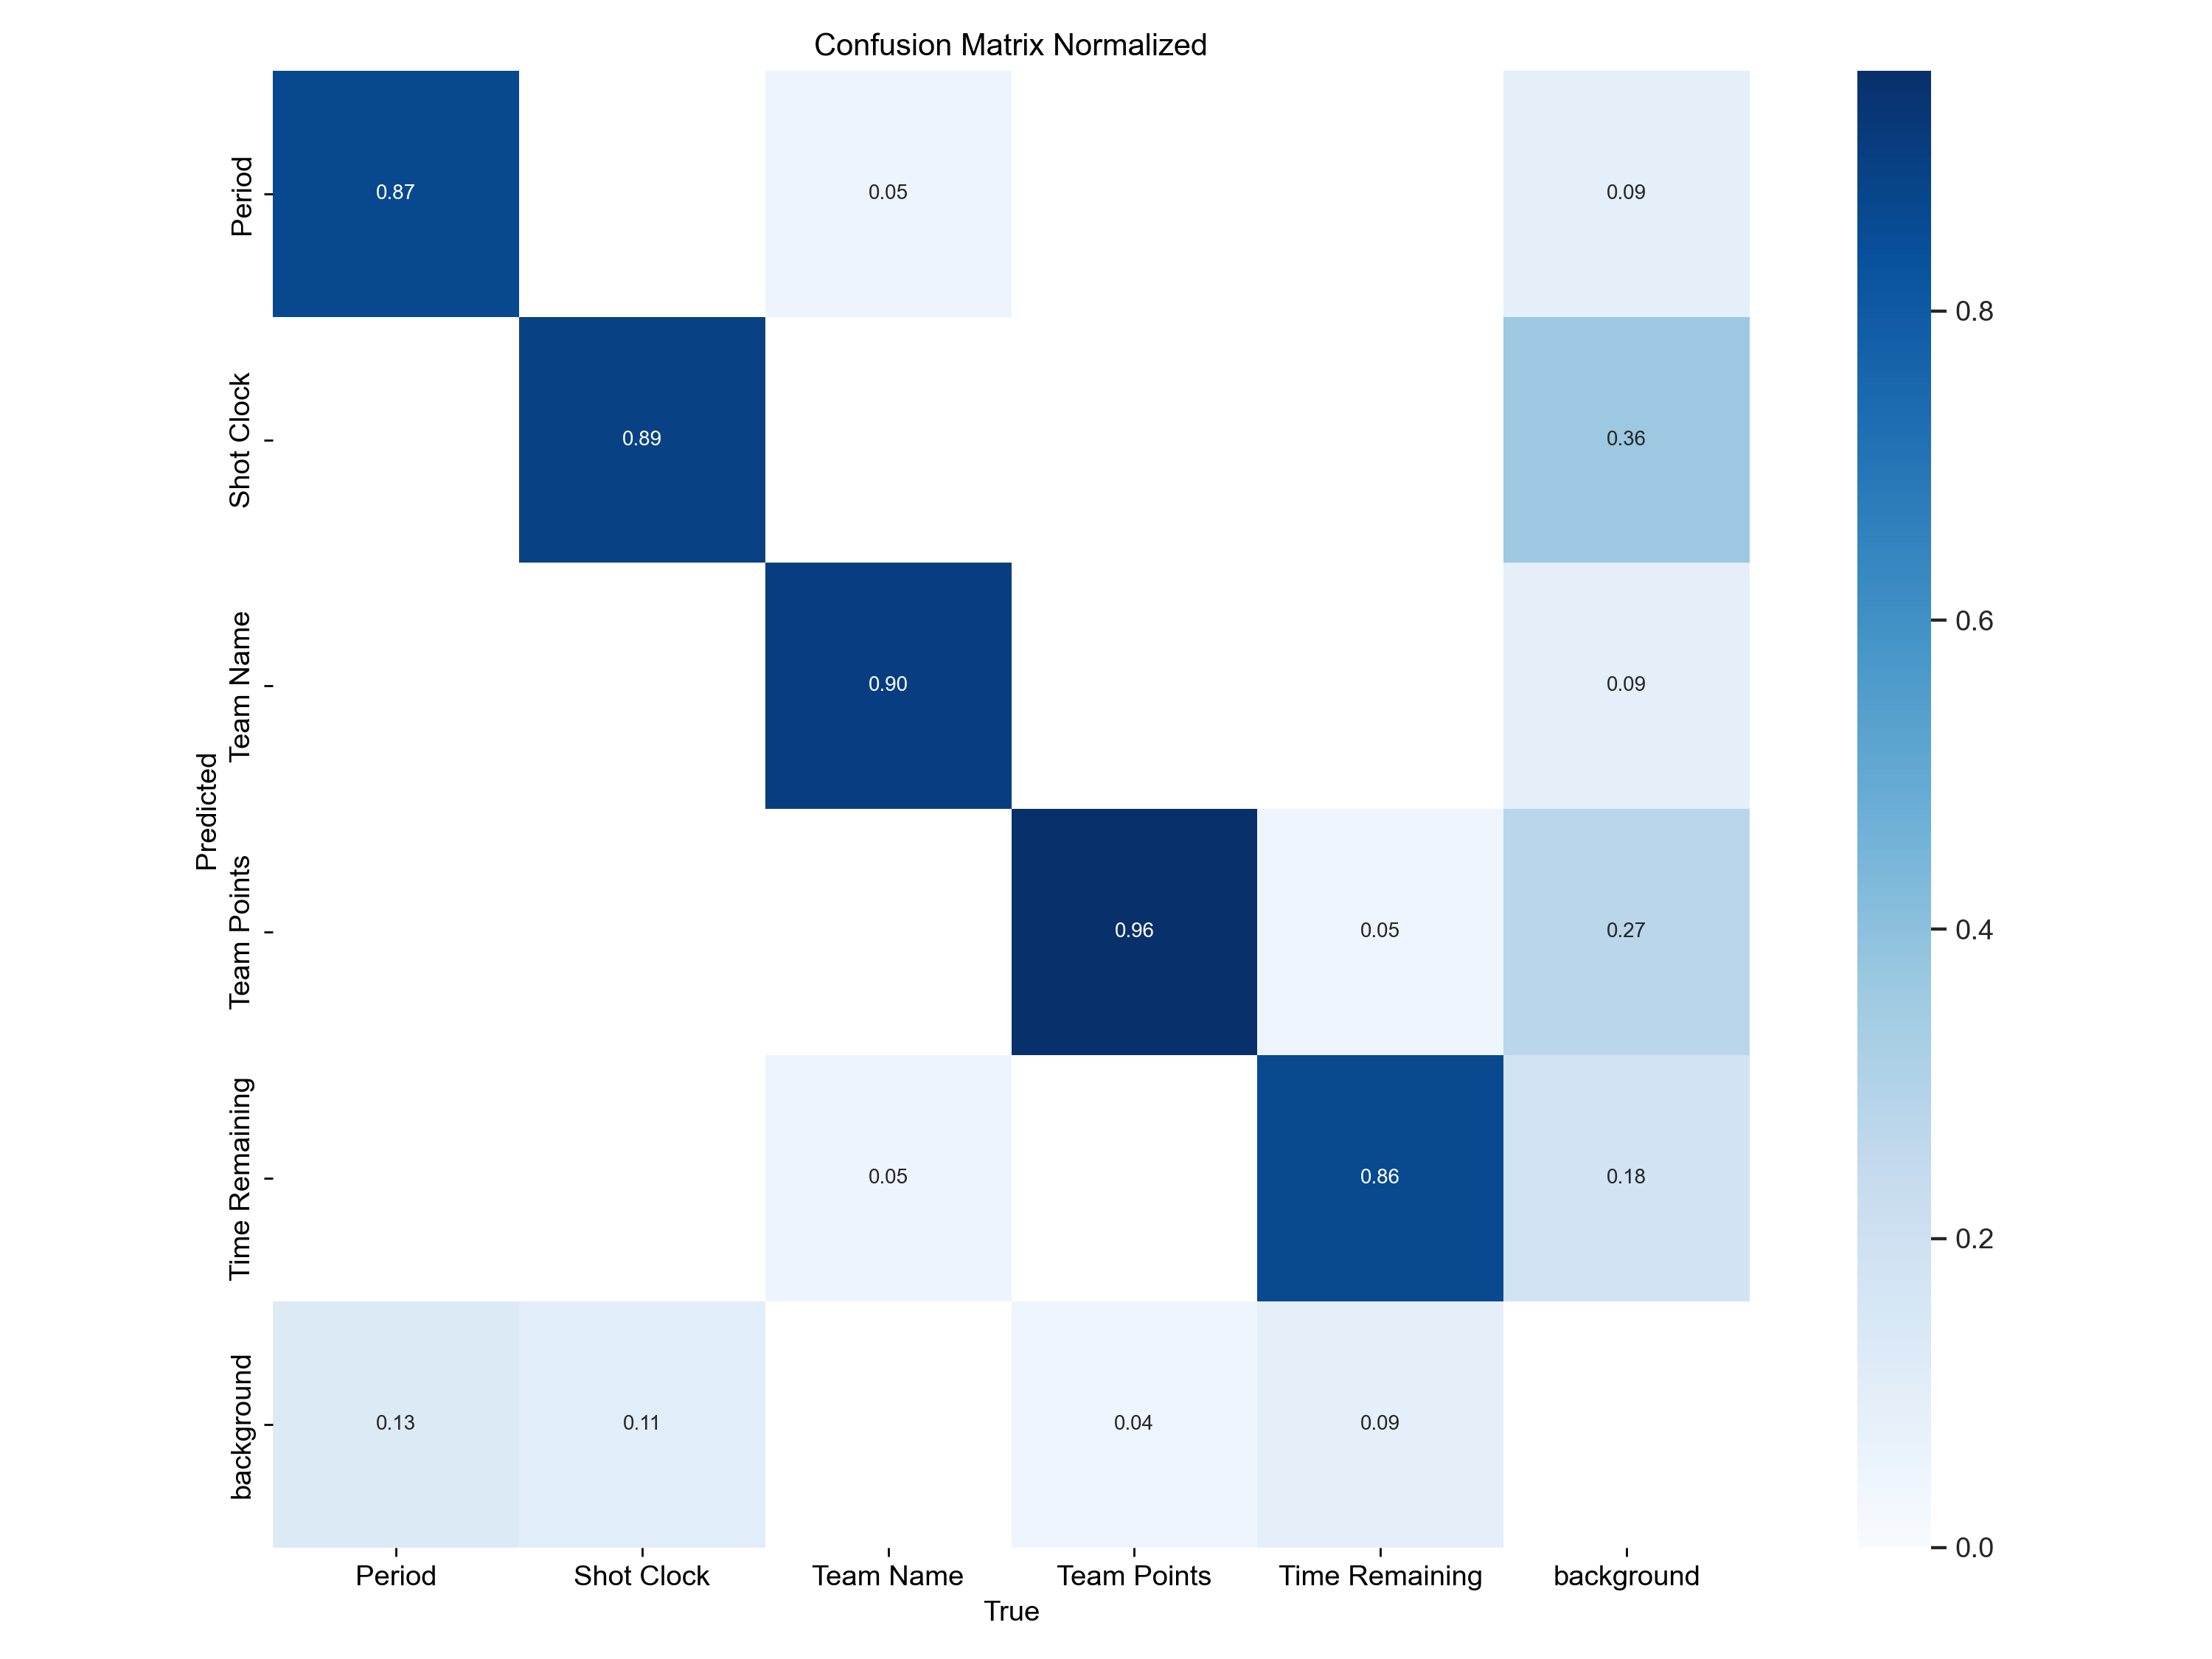 Confusion Matrix Normalized
Predicted
Period
0.87
0.05
0.09
Shot Clock
0.89
0.36
Team Name
0.90
0.09
Team Points
0.96
0.05
0.27
Time Remaining
0.05
0.86
0.18
background
0.13
0.11
0.04
0.09
Period
Shot Clock
Team Name
Team Points
Time Remaining
background
True
0.8
0.6
0.4
0.2
0.0